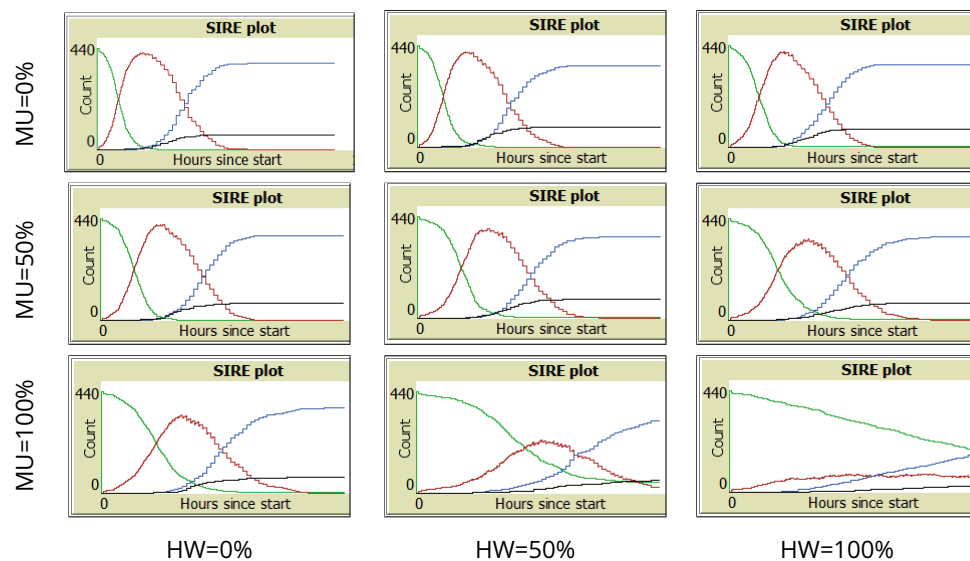 MU=0%
SIRE plot
440
Count
0
0
Hours since start
SIRE plot
440
Count
0
0
Hours since start
SIRE plot
440
Count
0
0
Hours since start
MU=50%
SIRE plot
440
Count
0
0
Hours since start
SIRE plot
440
Count
0
0
Hours since start
SIRE plot
440
Count
0
0
Hours since start
MU=100%
SIRE plot
440
Count
0
0
Hours since start
SIRE plot
440
Count
0
0
Hours since start
SIRE plot
440
Count
0
0
Hours since start
HW=0%
HW=50%
HW=100%